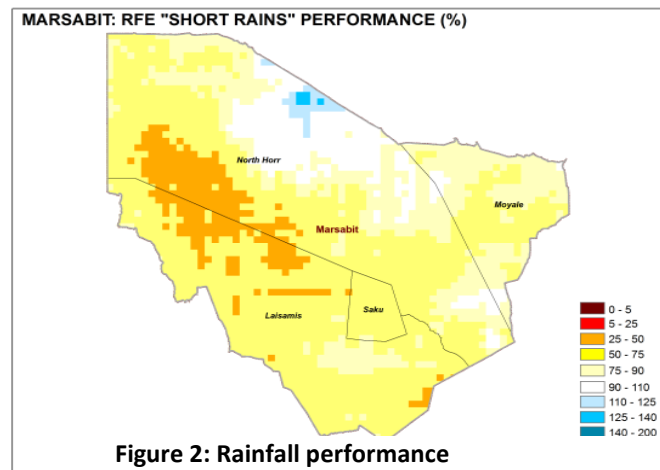 MARSABIT: RFE "SHORT RAINS" PERFORMANCE (%)
North Horr
Moyale
Marsabit
Saku
Laisamis
0 - 5
5 - 25
25 - 50
50 - 75
75 - 90
90 - 110
110 - 125
125 - 140
140 - 200
Figure 2: Rainfall performance